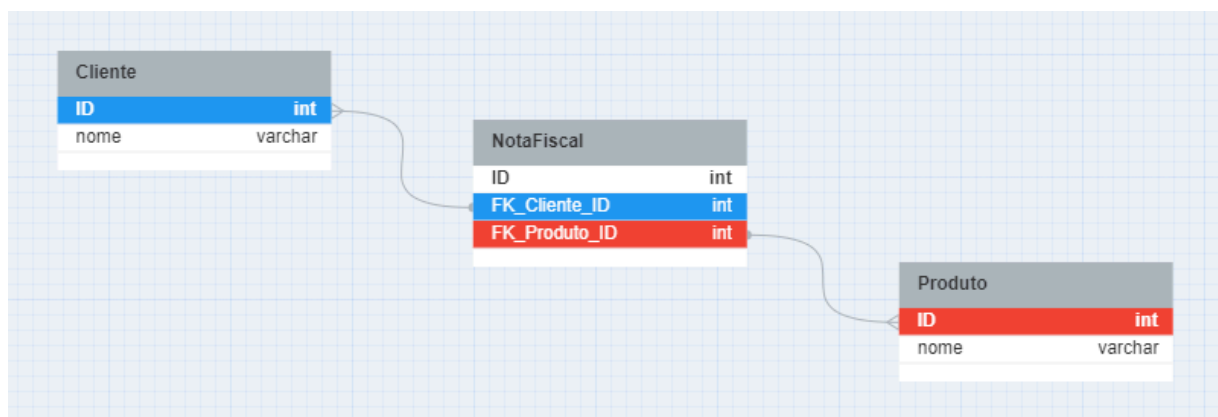 Cliente
ID int
nome varchar
NotaFiscal
ID int
FK_Cliente_ID int
FK_Produto_ID int
Produto
ID int
nome varchar